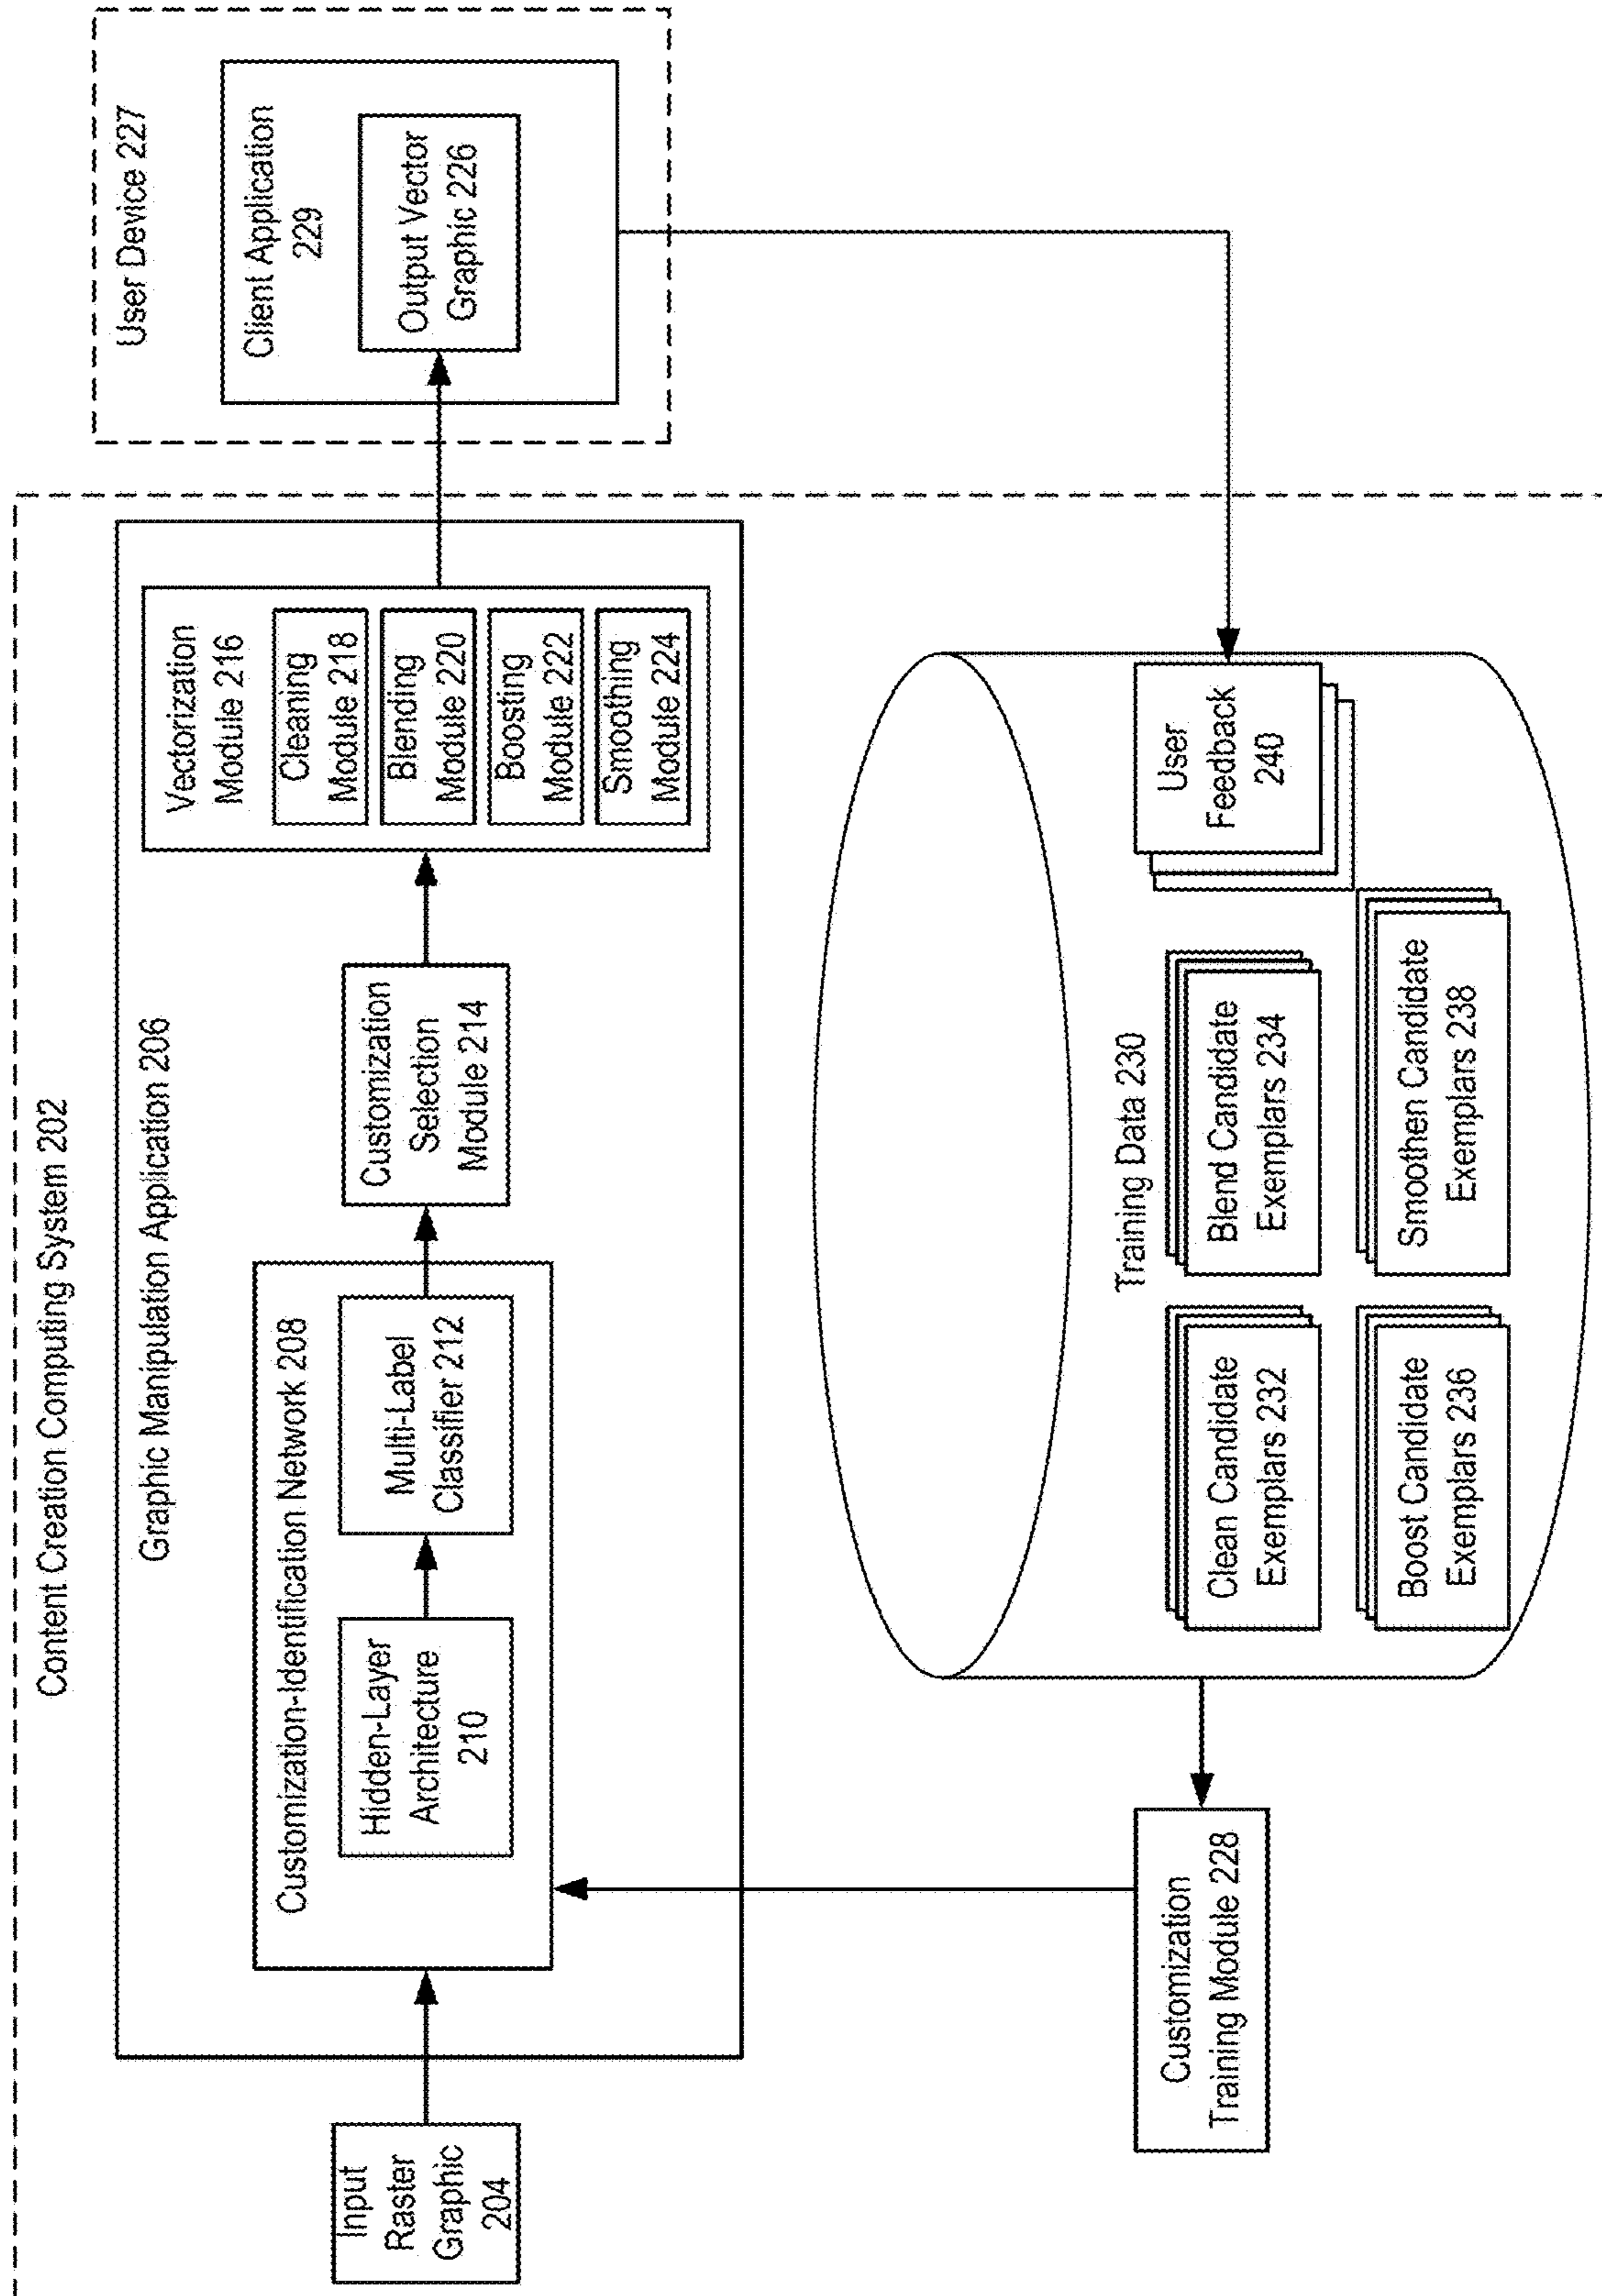 Content Creation Computing System 202
Graphic Manipulation Application 206
Input
Raster
Graphic
204
Customization-Identification Network 208
Hidden-Layer
Architecture
210
Multi-Label
Classifier 212
Customization
Selection
Module 214
Vectorization
Module 216
Cleaning
Module 218
Blending
Module 220
Boosting
Module 222
Smoothing
Module 224
User Device 227
Client Application
229
Output Vector
Graphic 226
Customization
Training Module 228
Training Data 230
Clean Candidate
Exemplars 232
Blend Candidate
Exemplars 234
Boost Candidate
Exemplars 236
Smoothen Candidate
Exemplars 238
User
Feedback
240